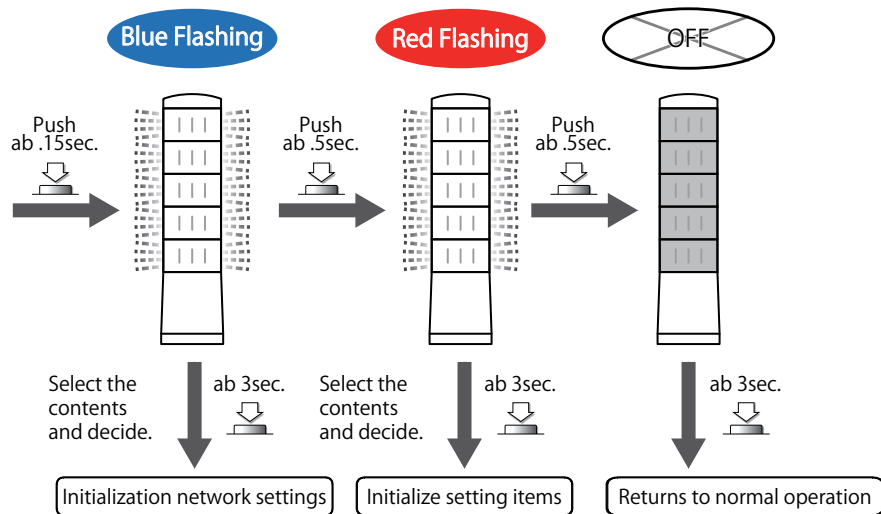 Blue Flashing
Red Flashing
OFF
Push
ab .15sec.
Push
ab .5sec.
Push
ab .5sec.
Select the
contents
and decide.
ab 3sec.
Select the
contents
and decide.
ab 3sec.
ab 3sec.
Initialization network settings
Initialize setting items
Returns to normal operation